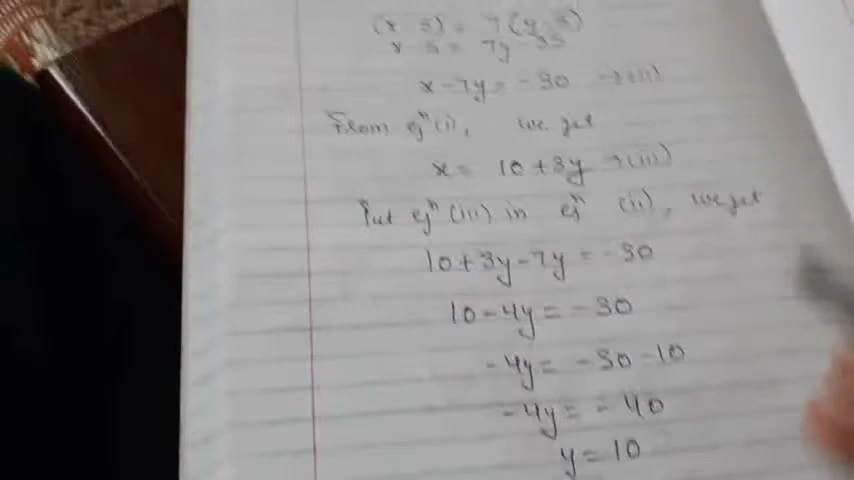 (x-5) = 7(y-5)
x-5 = 7y-35
x-7y = -30 →(ii)
From eqⁿ(i), we get
x = 10+3y →(iii)
Put eqⁿ(iii) in eqⁿ (ii), we get
10+3y-7y = -30
10-4y = -30
-4y = -30-10
-4y = -40
y = 10